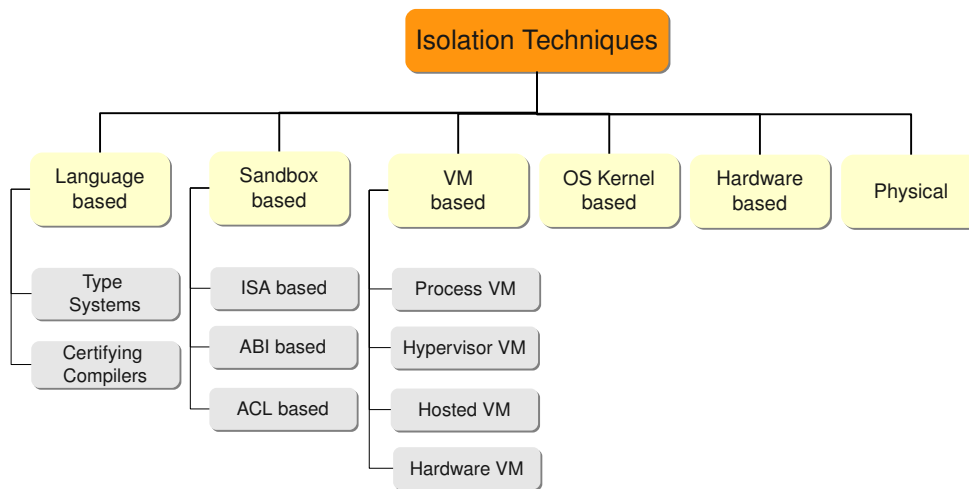 Isolation Techniques
Language
based
Sandbox
based
VM
based
OS Kernel
based
Hardware
based
Physical
Type
Systems
Certifying
Compilers
ISA based
ABI based
ACL based
Process VM
Hypervisor VM
Hosted VM
Hardware VM